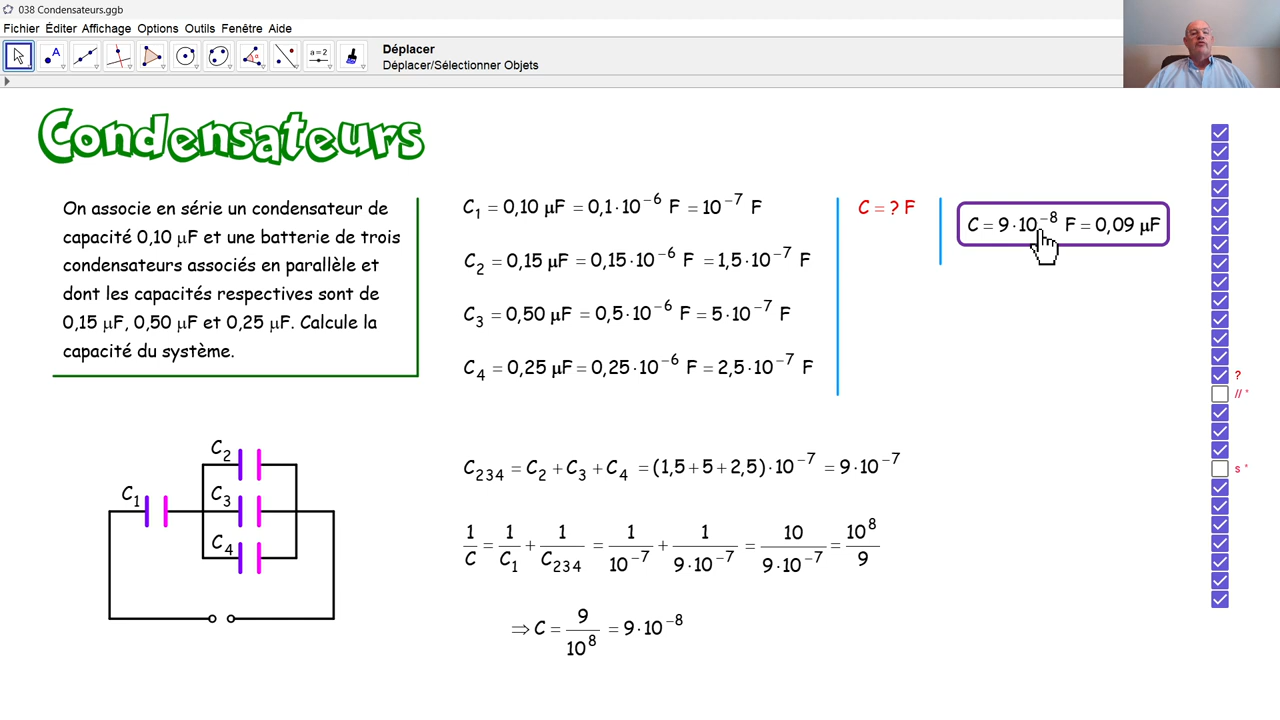 038 Condensateurs.ggb
Fichier Éditer Affichage Options Outils Fenêtre Aide
A
a=2
Déplacer
Déplacer/Sélectionner Objets
Condensateurs
On associe en série un condensateur de
capacité 0,10 μF et une batterie de trois
condensateurs associés en parallèle et
dont les capacités respectives sont de
0,15 μF, 0,50 μF et 0,25 μF. Calcule la
capacité du système.
C₁ = 0,10 μF = 0,1·10⁻⁶ F = 10⁻⁷ F
C₂ = 0,15 μF = 0,15·10⁻⁶ F = 1,5·10⁻⁷ F
C₃ = 0,50 μF = 0,5·10⁻⁶ F = 5·10⁻⁷ F
C₄ = 0,25 μF = 0,25·10⁻⁶ F = 2,5·10⁻⁷ F
C = ? F
C = 9·10⁻⁸ F = 0,09 μF
?
// *
s *
C₁
C₂
C₃
C₄
C₂₃₄ = C₂ + C₃ + C₄ = (1,5+5+2,5)·10⁻⁷ = 9·10⁻⁷
1/C = 1/C₁ + 1/C₂₃₄ = 1/10⁻⁷ + 1/(9·10⁻⁷) = 10/(9·10⁻⁷) = 10⁸/9
⇒ C = 9/10⁸ = 9·10⁻⁸